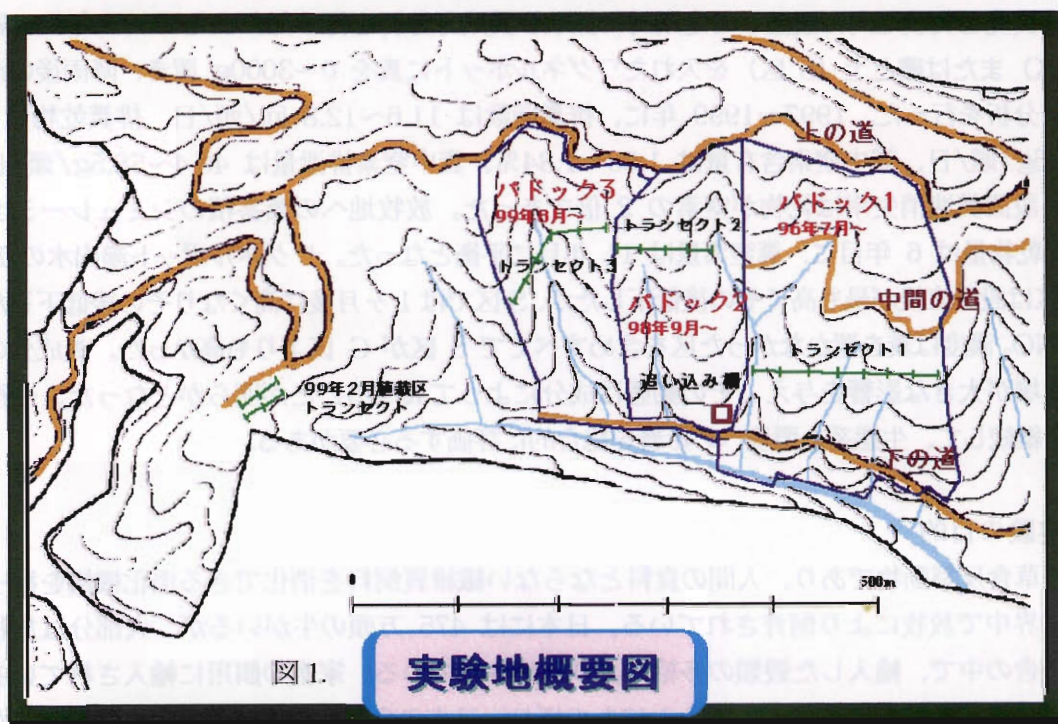 上の道
パドック3
99年8月~
トランセクト2
パドック1
96年7月~
トランセクト3
パドック2
98年9月~
中間の道
トランセクト1
追い込み柵
99年2月
トランセクト
下の道
0
500m
図1.
実験地概要図